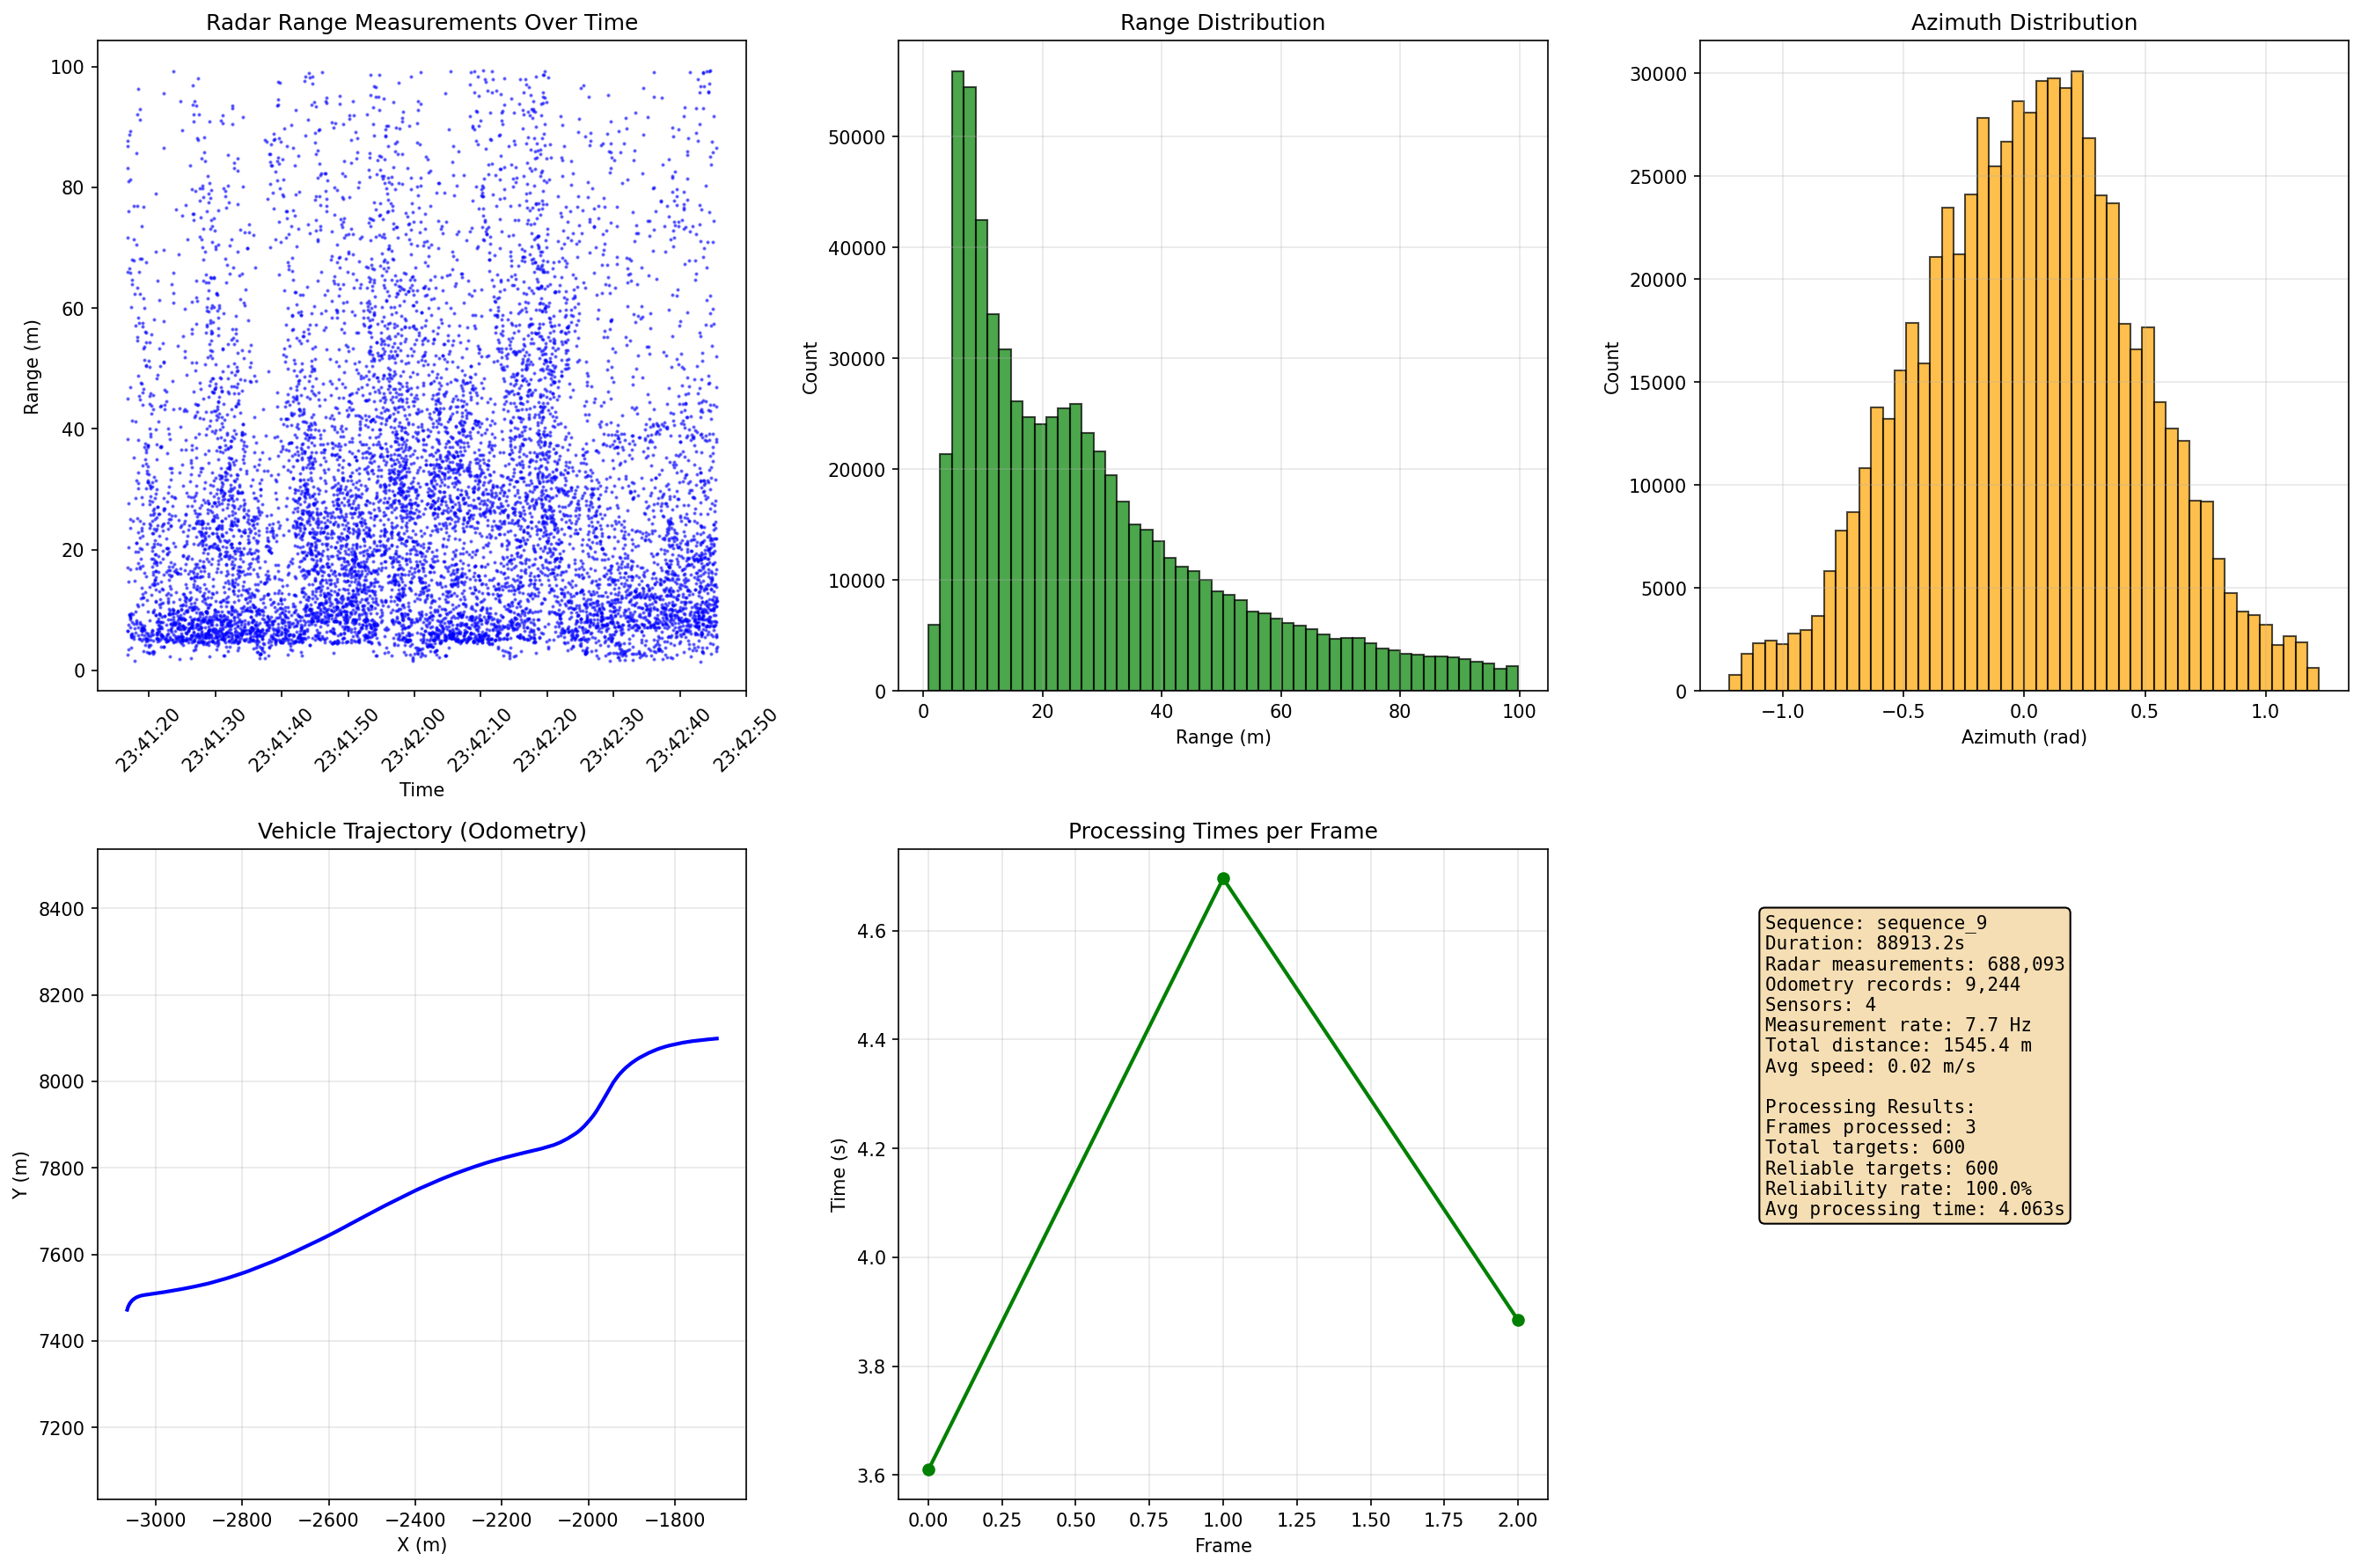 Radar Range Measurements Over Time
100
80
60
40
20
0
Range (m)
23:41:20
23:41:30
23:41:40
23:41:50
23:42:00
23:42:10
23:42:20
23:42:30
23:42:40
23:42:50
Time
Range Distribution
50000
40000
30000
20000
10000
0
Count
0 20 40 60 80 100
Range (m)
Azimuth Distribution
30000
25000
20000
15000
10000
5000
0
Count
−1.0 −0.5 0.0 0.5 1.0
Azimuth (rad)
Vehicle Trajectory (Odometry)
8400
8200
8000
7800
7600
7400
7200
Y (m)
−3000 −2800 −2600 −2400 −2200 −2000 −1800
X (m)
Processing Times per Frame
4.6
4.4
4.2
4.0
3.8
3.6
Time (s)
0.00 0.25 0.50 0.75 1.00 1.25 1.50 1.75 2.00
Frame
Sequence: sequence_9
Duration: 88913.2s
Radar measurements: 688,093
Odometry records: 9,244
Sensors: 4
Measurement rate: 7.7 Hz
Total distance: 1545.4 m
Avg speed: 0.02 m/s
Processing Results:
Frames processed: 3
Total targets: 600
Reliable targets: 600
Reliability rate: 100.0%
Avg processing time: 4.063s